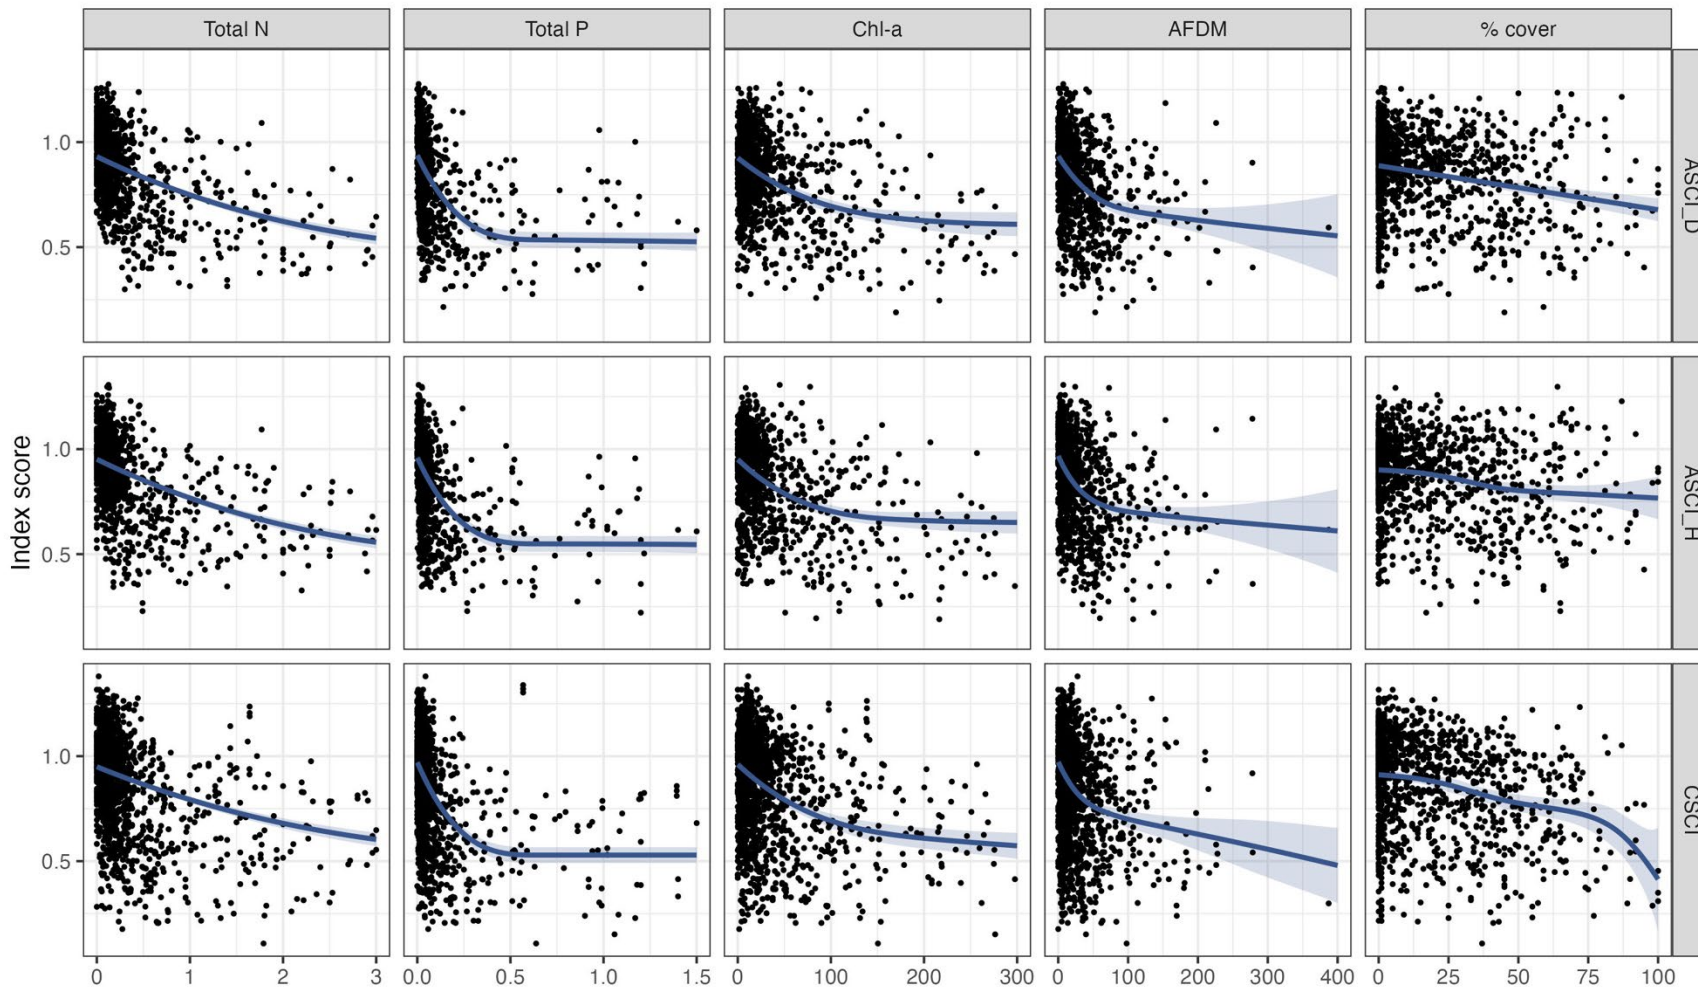 Total N
Total P
Chl-a
AFDM
% cover
1.0
0.5
ASCI_D
1.0
0.5
ASCI_H
1.0
0.5
CSCI
Index score
0 1 2 3
0.0 0.5 1.0 1.5
0 100 200 300
0 100 200 300 400
0 25 50 75 100